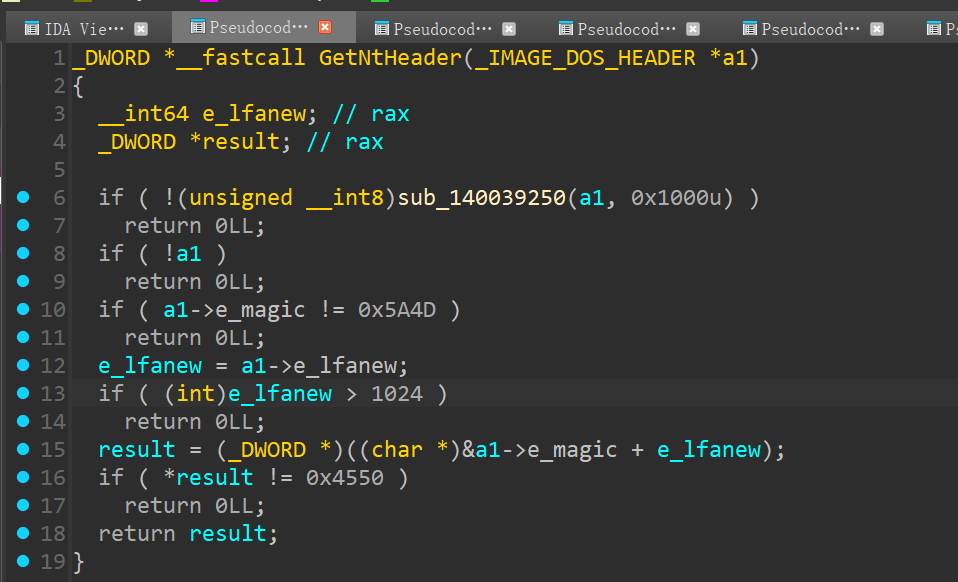 IDA Vie··· Pseudocod··· Pseudocod··· Pseudocod··· Pseudocod···
1 _DWORD *__fastcall GetNtHeader(_IMAGE_DOS_HEADER *a1)
2 {
3   __int64 e_lfanew; // rax
4   _DWORD *result; // rax
5
6   if ( !(unsigned __int8)sub_140039250(a1, 0x1000u) )
7     return 0LL;
8   if ( !a1 )
9     return 0LL;
10   if ( a1->e_magic != 0x5A4D )
11     return 0LL;
12   e_lfanew = a1->e_lfanew;
13   if ( (int)e_lfanew > 1024 )
14     return 0LL;
15   result = (_DWORD *)((char *)&a1->e_magic + e_lfanew);
16   if ( *result != 0x4550 )
17     return 0LL;
18   return result;
19 }